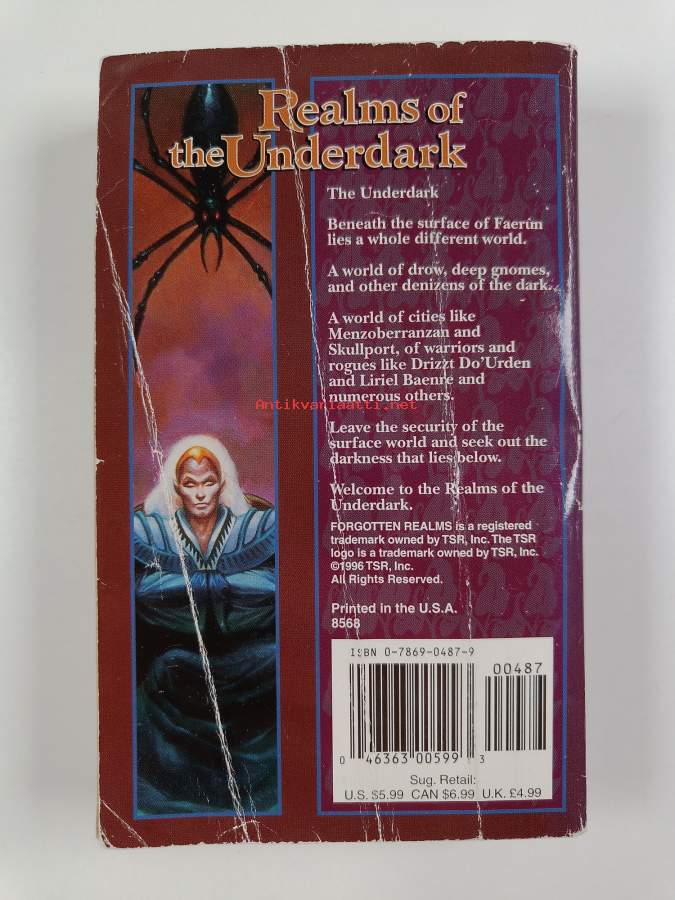 Realms of
the Underdark
The Underdark
Beneath the surface of Faerûn
lies a whole different world.
A world of drow, deep gnomes,
and other denizens of the dark.
A world of cities like
Menzoberranzan and
Skullport, of warriors and
rogues like Drizzt Do'Urden
and Liriel Baenre and
numerous others.
Antikvariaatti.net
Leave the security of the
surface world and seek out the
darkness that lies below.
Welcome to the Realms of the
Underdark.
FORGOTTEN REALMS is a registered
trademark owned by TSR, Inc. The TSR
logo is a trademark owned by TSR, Inc.
©1996 TSR, Inc.
All Rights Reserved.
Printed in the U.S.A.
8568
ISBN 0-7869-0487-9
00487
0 46363 00599 3
Sug. Retail:
U.S. $5.99 CAN $6.99 U.K. £4.99